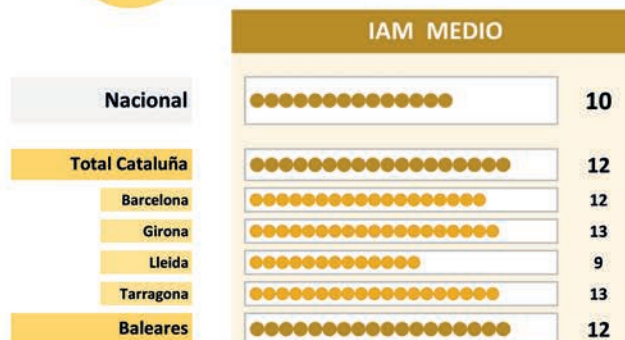 IAM MEDIO
Nacional 10
Total Cataluña 12
Barcelona 12
Girona 13
Lleida 9
Tarragona 13
Baleares 12